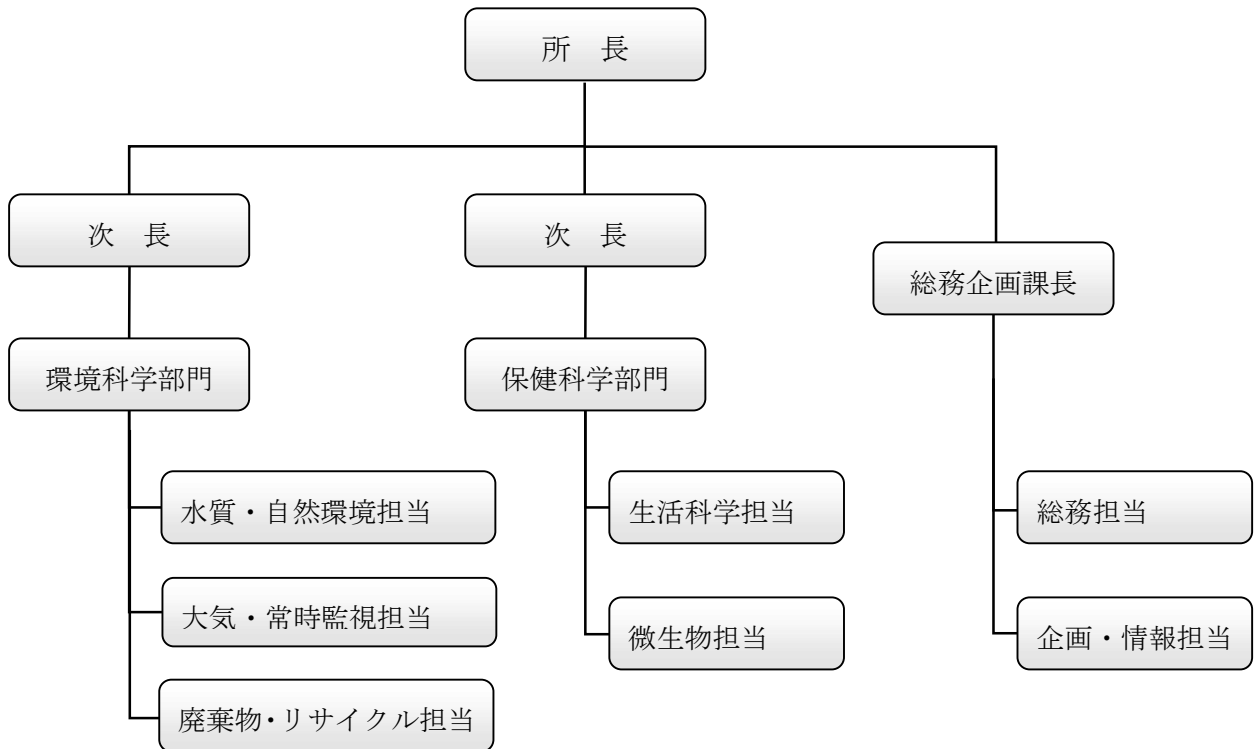 所　長
次　長
次　長
総務企画課長
環境科学部門
保健科学部門
水質・自然環境担当
生活科学担当
総務担当
大気・常時監視担当
微生物担当
企画・情報担当
廃棄物・リサイクル担当